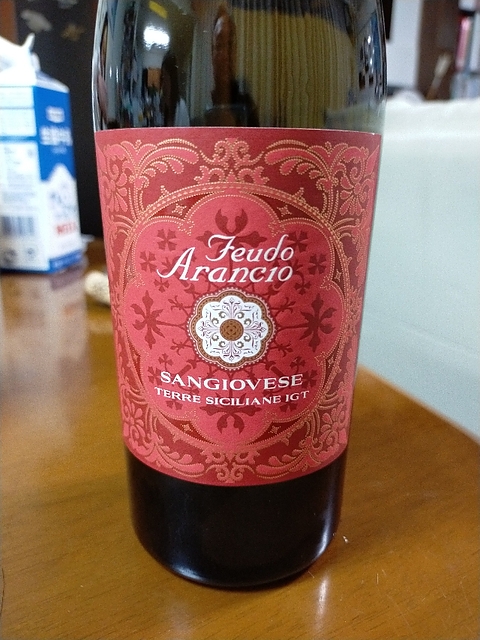 Feudo
Arancio
SANGIOVESE
TERRE SICILIANE IGT